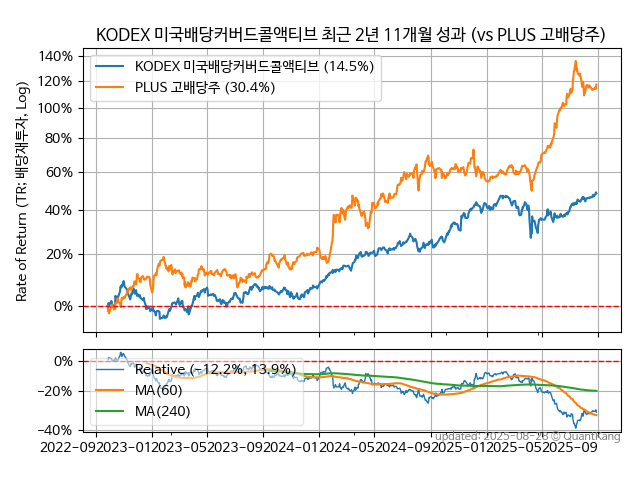 KODEX 미국배당커버드콜액티브 최근 2년 11개월 성과 (vs PLUS 고배당주)
Rate of Return (TR: 배당재투자, Log)
140%
120%
100%
80%
60%
40%
20%
0%
KODEX 미국배당커버드콜액티브 (14.5%)
PLUS 고배당주 (30.4%)
0%
−20%
−40%
Relative (−12.2%, 13.9%)
MA(60)
MA(240)
2022−09 2023−01 2023−05 2023−09 2024−01 2024−05 2024−09 2025−01 2025−05 2025−09
updated: 2025−08−28 © QuantKang